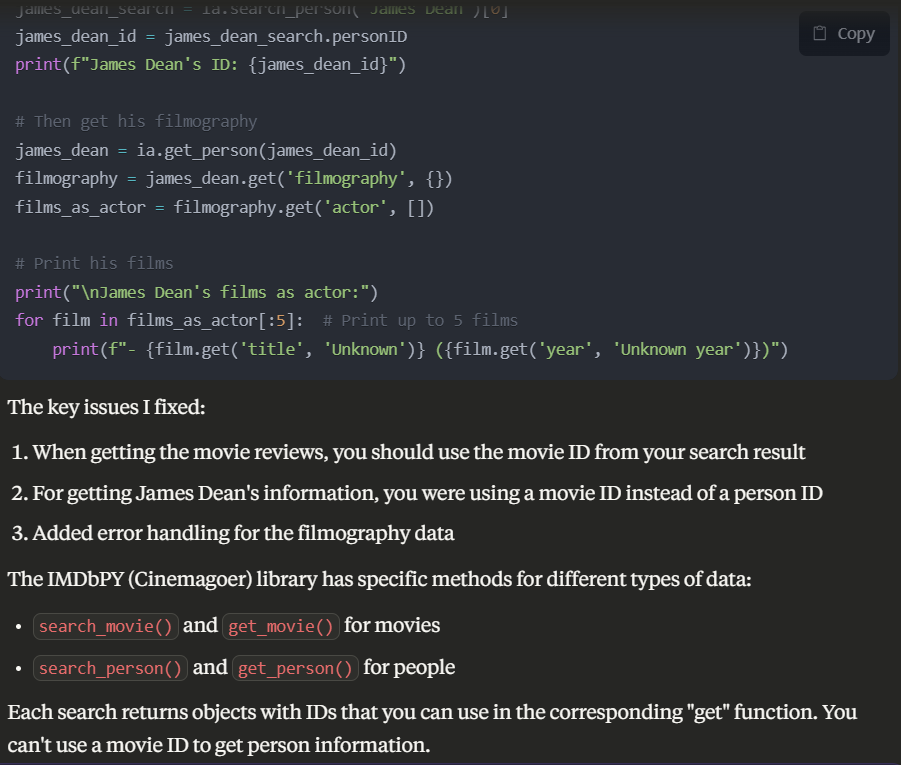 james_dean_search = ia.search_person('James Dean')[0]
james_dean_id = james_dean_search.personID
Copy
print(f"James Dean's ID: {james_dean_id}")
# Then get his filmography
james_dean = ia.get_person(james_dean_id)
filmography = james_dean.get('filmography', {})
films_as_actor = filmography.get('actor', [])
# Print his films
print("\nJames Dean's films as actor:")
for film in films_as_actor[:5]:  # Print up to 5 films
    print(f"- {film.get('title', 'Unknown')} ({film.get('year', 'Unknown year')})")
The key issues I fixed:
1. When getting the movie reviews, you should use the movie ID from your search result
2. For getting James Dean's information, you were using a movie ID instead of a person ID
3. Added error handling for the filmography data
The IMDbPY (Cinemagoer) library has specific methods for different types of data:
• search_movie() and get_movie() for movies
• search_person() and get_person() for people
Each search returns objects with IDs that you can use in the corresponding "get" function. You
can't use a movie ID to get person information.